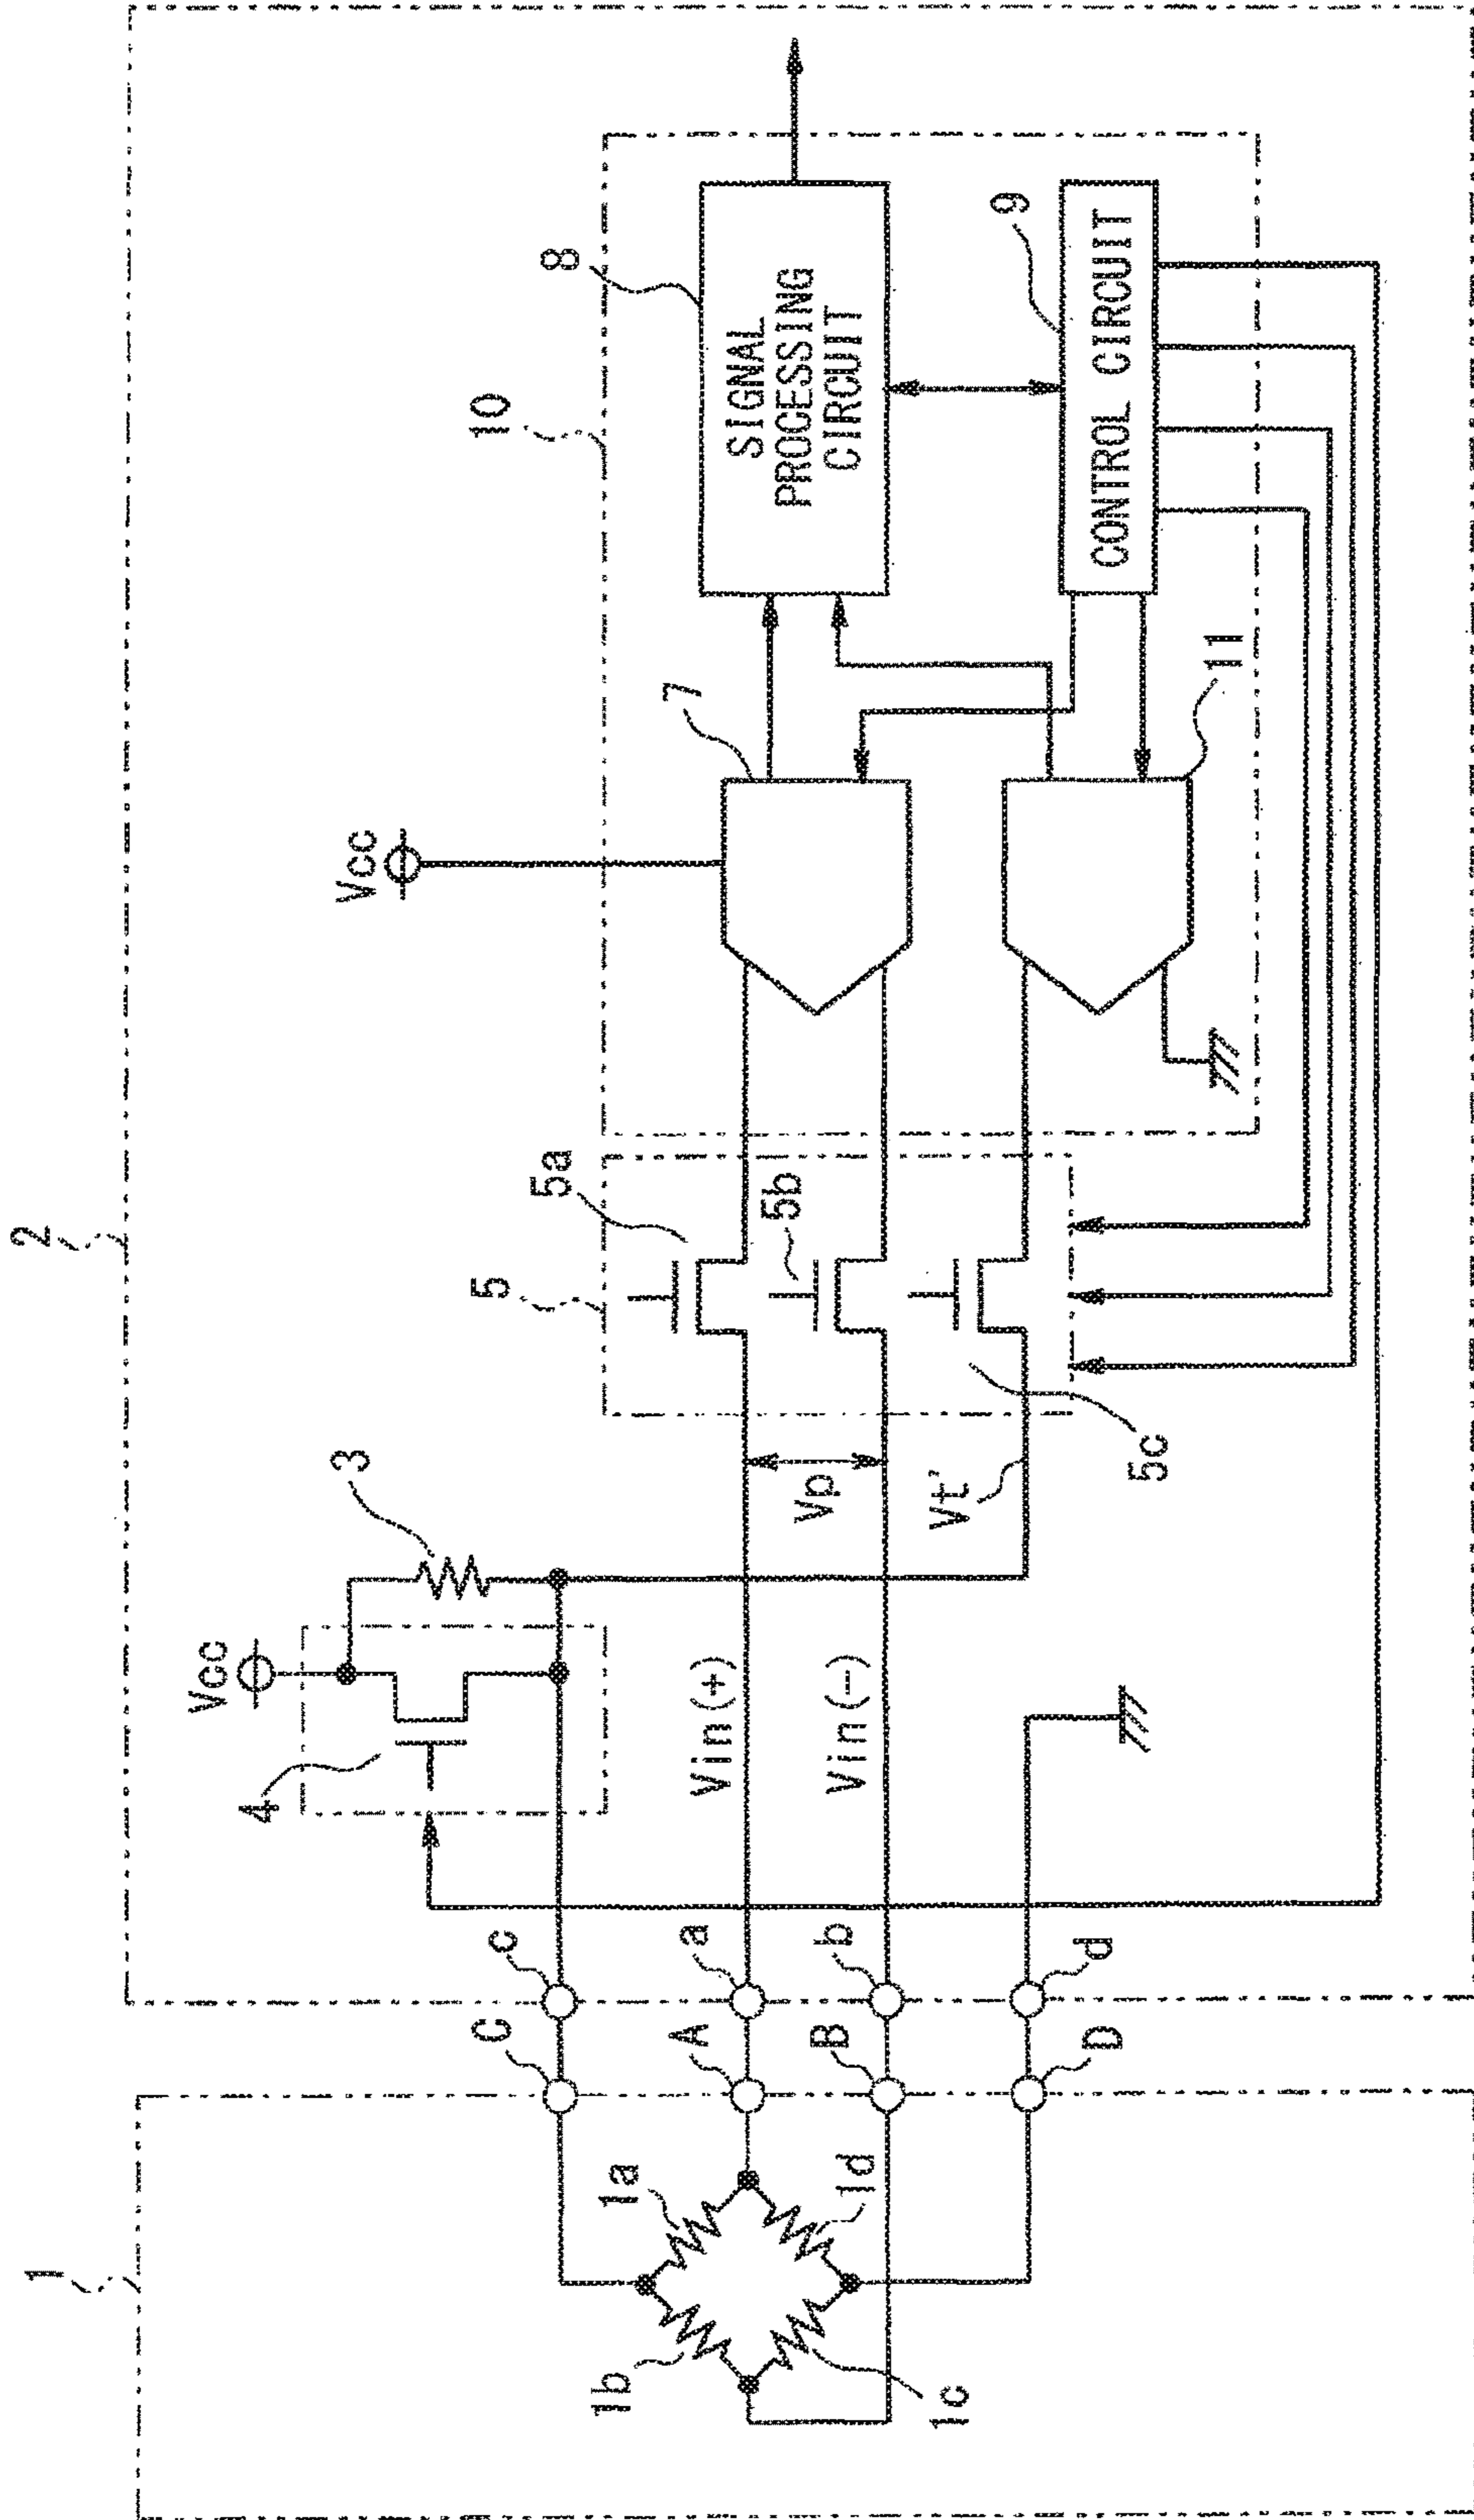 2
10
8
SIGNAL
PROCESSING
CIRCUIT
9
CONTROL CIRCUIT
Vcc
7
11
5
5a
5b
5c
3
Vcc
4
Vp
Vt'
Vin(+)
Vin(-)
c
a
b
d
C
A
B
D
1
1a
1d
1b
1c